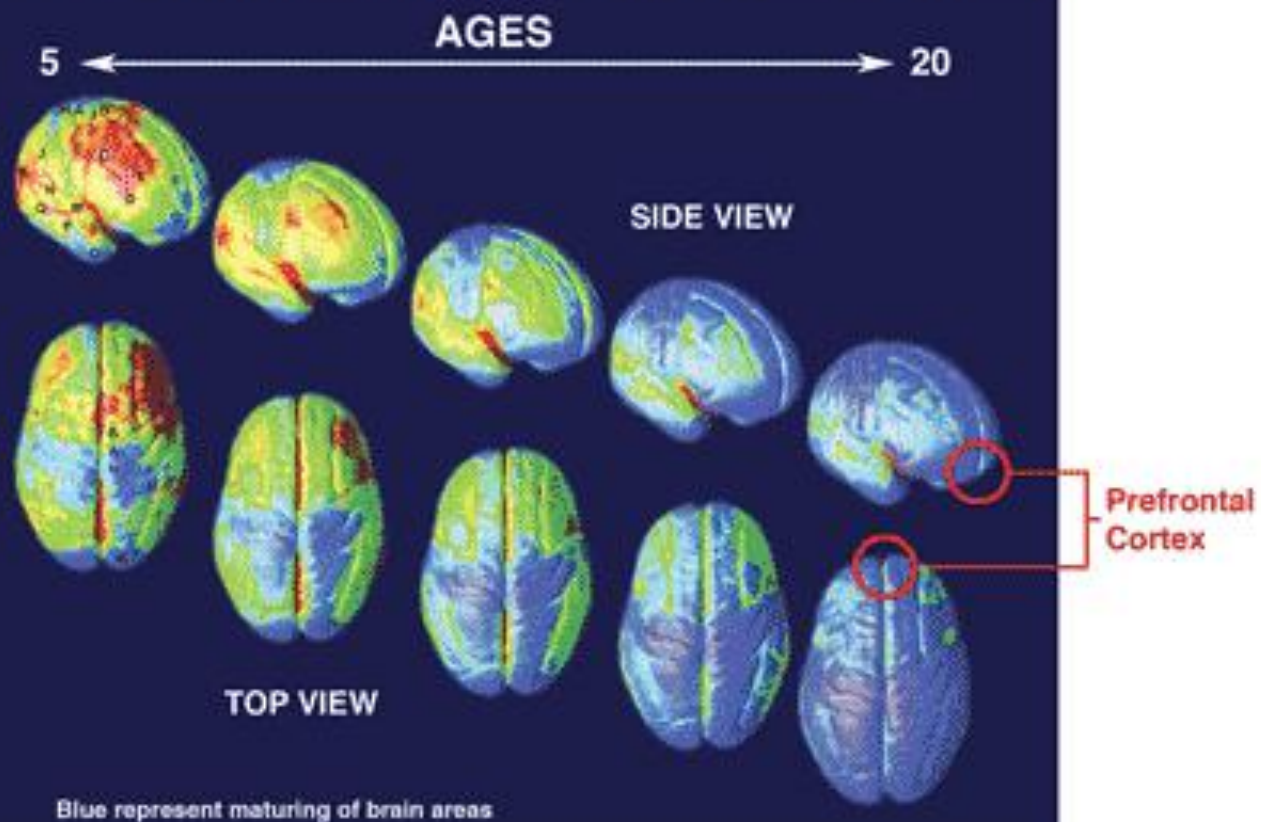 AGES
5
20
SIDE VIEW
Prefrontal
Cortex
TOP VIEW
Blue represent maturing of brain areas